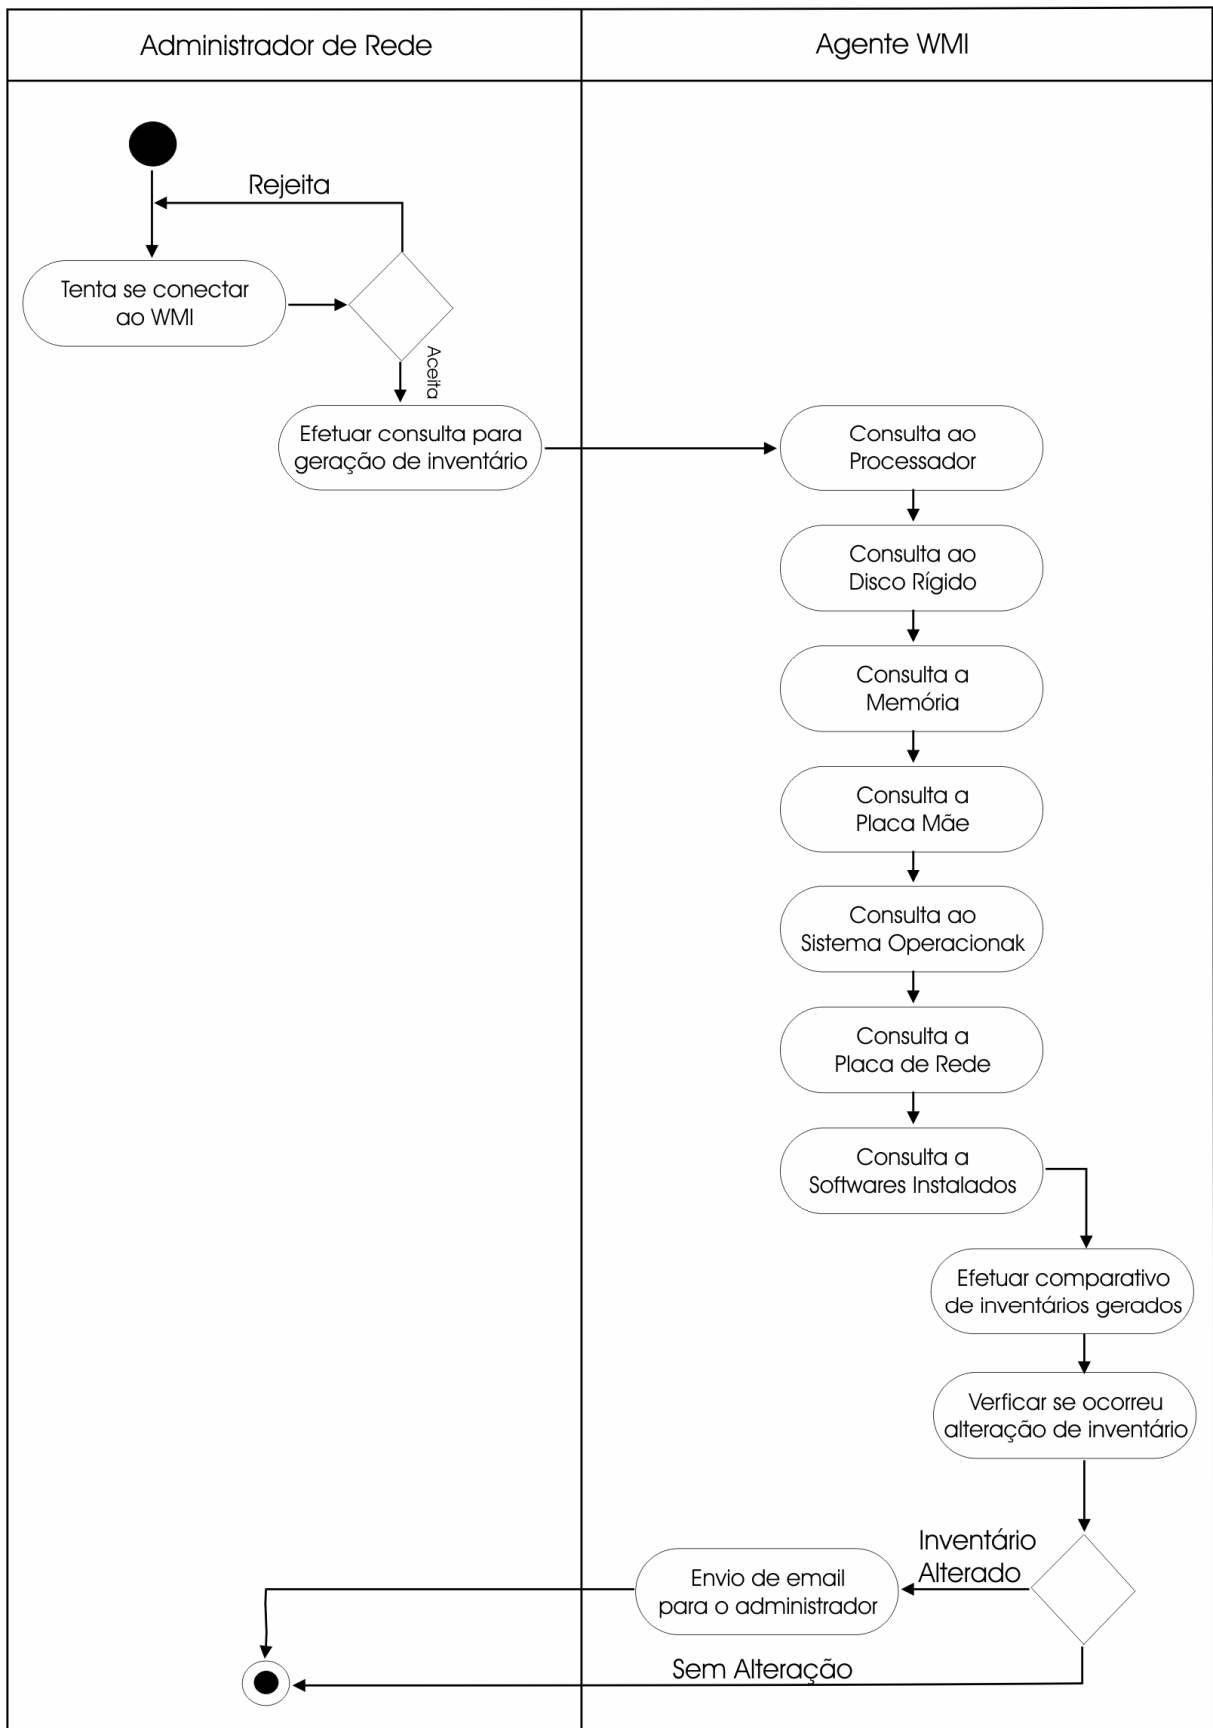 Administrador de Rede
Agente WMI
Rejeita
Tenta se conectar
ao WMI
Aceita
Efetuar consulta para
geração de inventário
Consulta ao
Processador
Consulta ao
Disco Rígido
Consulta a
Memória
Consulta a
Placa Mãe
Consulta ao
Sistema Operacionak
Consulta a
Placa de Rede
Consulta a
Softwares Instalados
Efetuar comparativo
de inventários gerados
Verficar se ocorreu
alteração de inventário
Inventário
Alterado
Envio de email
para o administrador
Sem Alteração